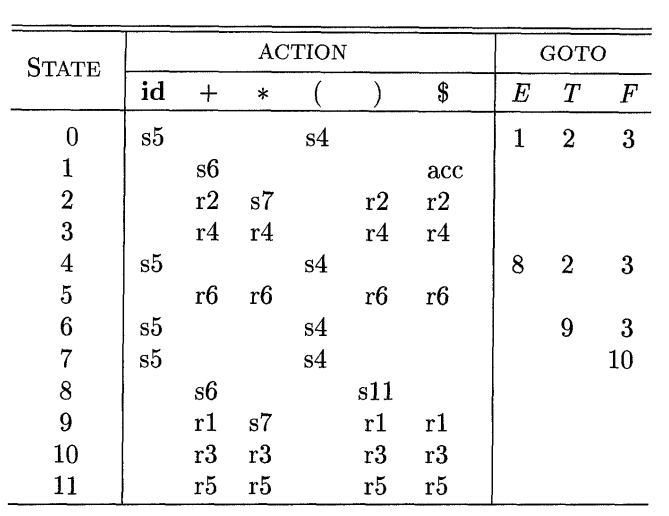 STATE ACTION GOTO
id + * ( ) $ E T F
0 s5 s4 1 2 3
1 s6 acc
2 r2 s7 r2 r2
3 r4 r4 r4 r4
4 s5 s4 8 2 3
5 r6 r6 r6 r6
6 s5 s4 9 3
7 s5 s4 10
8 s6 s11
9 r1 s7 r1 r1
10 r3 r3 r3 r3
11 r5 r5 r5 r5